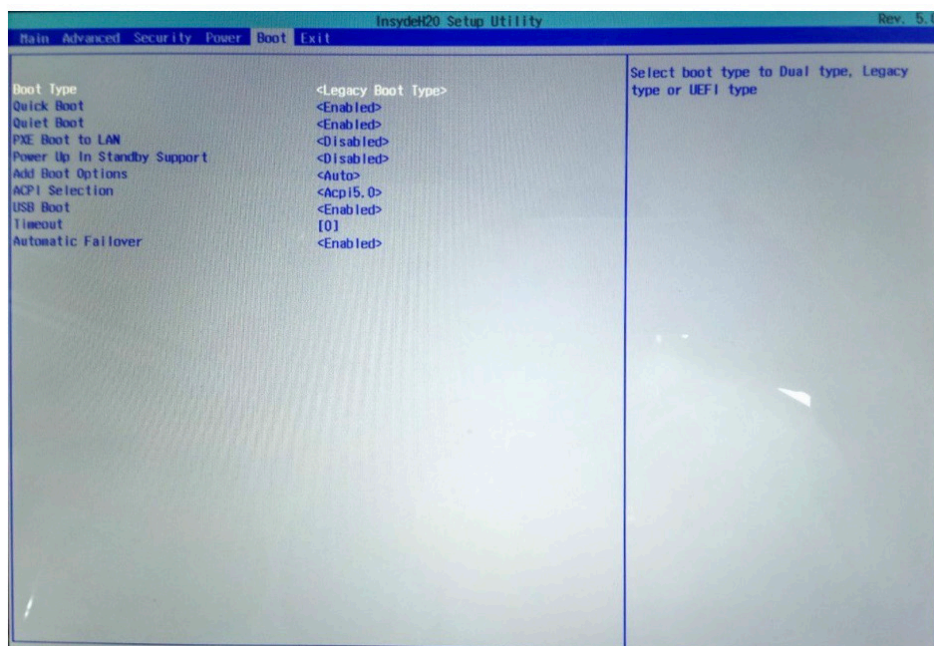 InsydeH20 Setup Utility
Rev. 5.
Main Advanced Security Power Boot Exit
Boot Type <Legacy Boot Type>
Quick Boot <Enabled>
Quiet Boot <Enabled>
PXE Boot to LAN <Disabled>
Power Up In Standby Support <Disabled>
Add Boot Options <Auto>
ACPI Selection <Acpi5.0>
USB Boot <Enabled>
Timeout [0]
Automatic Failover <Enabled>
Select boot type to Dual type, Legacy
type or UEFI type